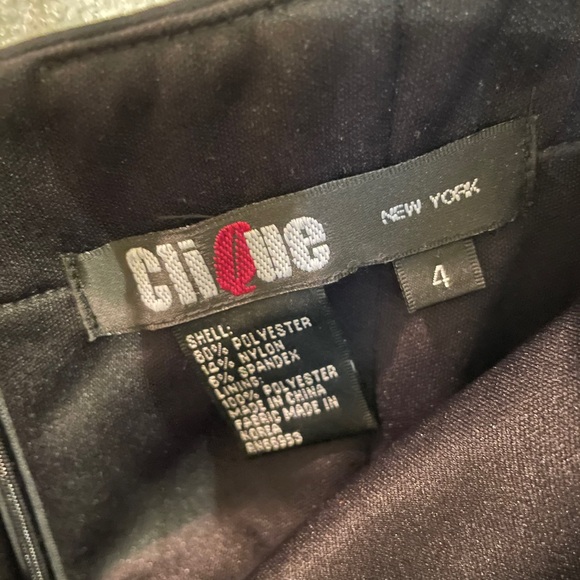 cliQue
NEW YORK
4
SHELL:
80% POLYESTER
14% NYLON
6% SPANDEX
LINING:
100% POLYESTER
MADE IN CHINA
FABRIC MADE IN
KOREA